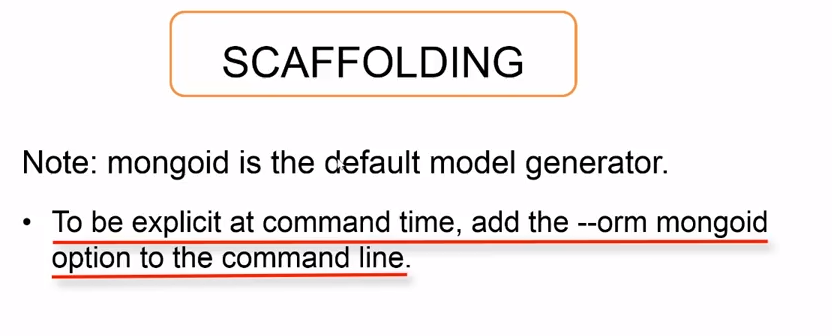 SCAFFOLDING
Note: mongoid is the default model generator.
• To be explicit at command time, add the --orm mongoid
option to the command line.